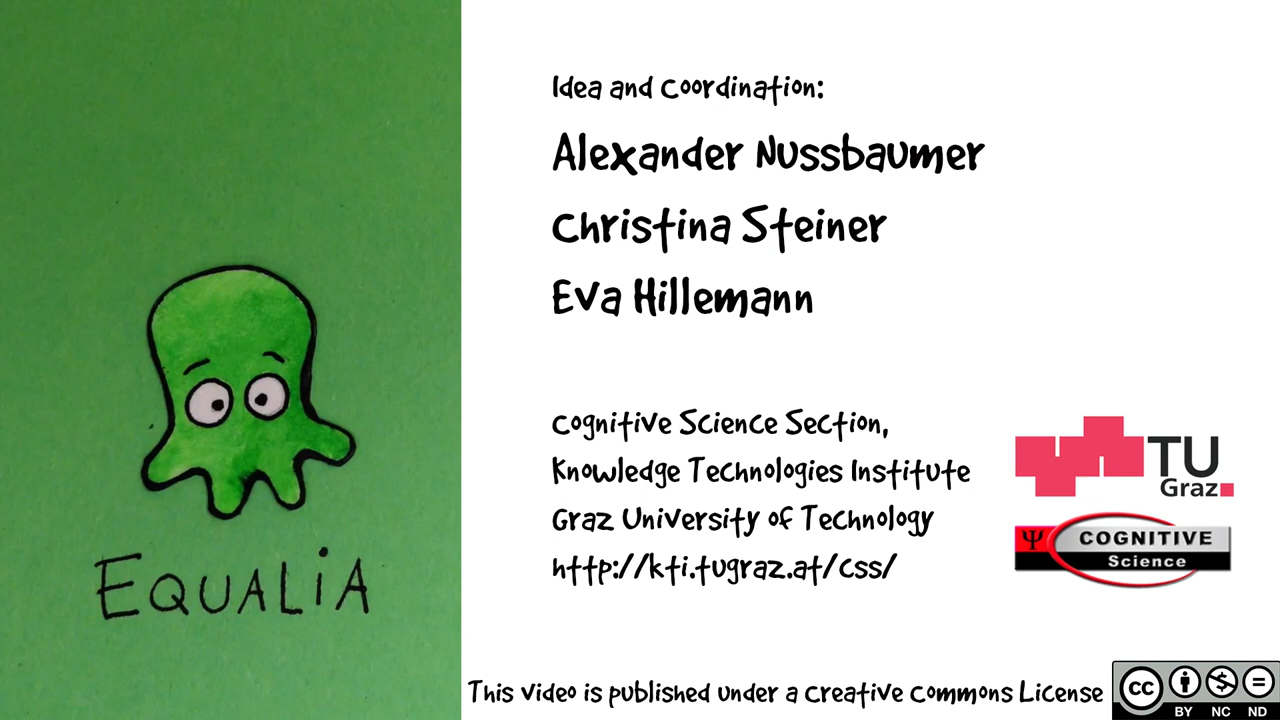 Idea and Coordination:
Alexander Nussbaumer
Christina Steiner
Eva Hillemann
Cognitive Science Section,
Knowledge Technologies Institute
Graz University of Technology
http://kti.tugraz.at/css/
TU
Graz
Ψ COGNITIVE
Science
EQUALiA
This video is published under a Creative Commons License
cc
BY NC ND